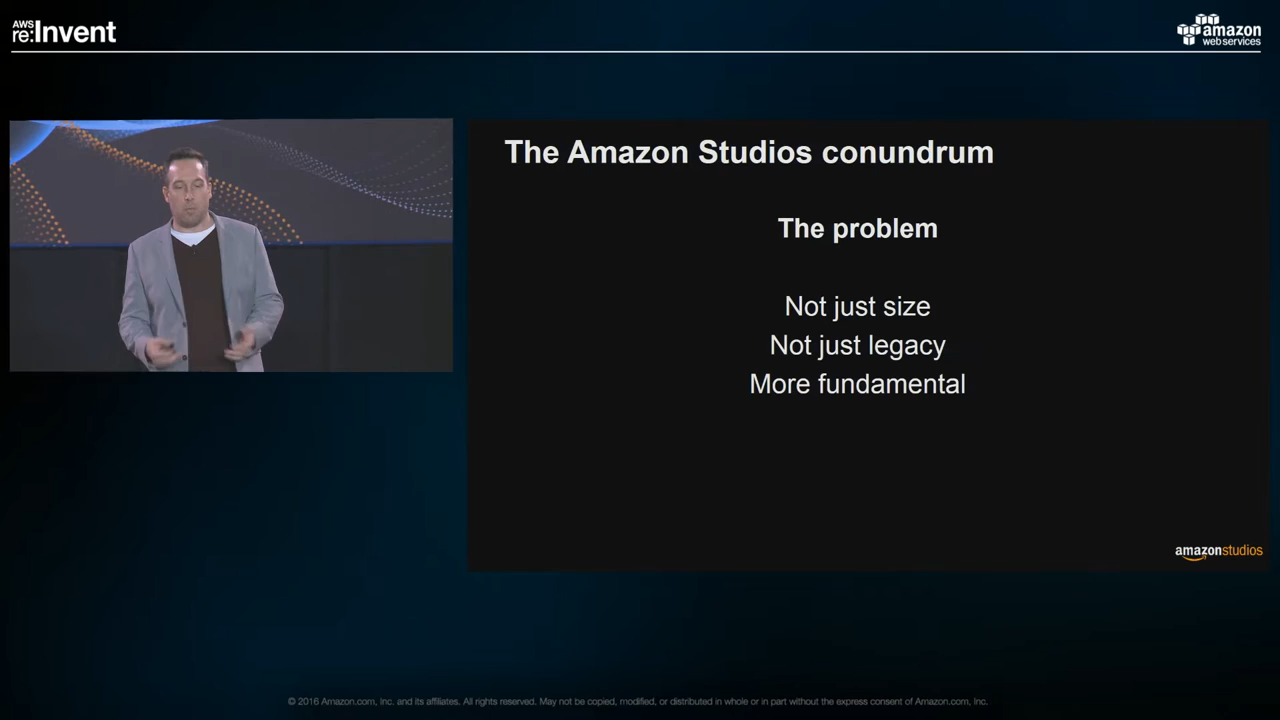 AWS
re:Invent
amazon
web services
The Amazon Studios conundrum
The problem
Not just size
Not just legacy
More fundamental
amazonstudios
© 2016 Amazon.com, Inc. and its affiliates. All rights reserved. May not be copied, modified, or distributed in whole or in part without the express consent of Amazon.com, Inc.